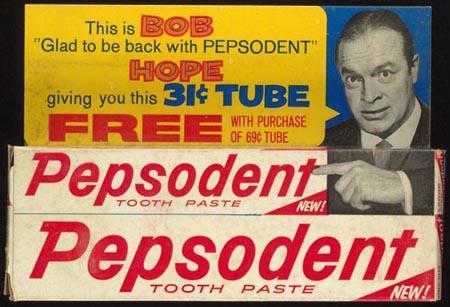 This is BOB
"Glad to be back with PEPSODENT"
HOPE
giving you this 31¢ TUBE
FREE WITH PURCHASE
OF 69¢ TUBE
Pepsodent
TOOTH PASTE
NEW!
Pepsodent
TOOTH PASTE
NEW!